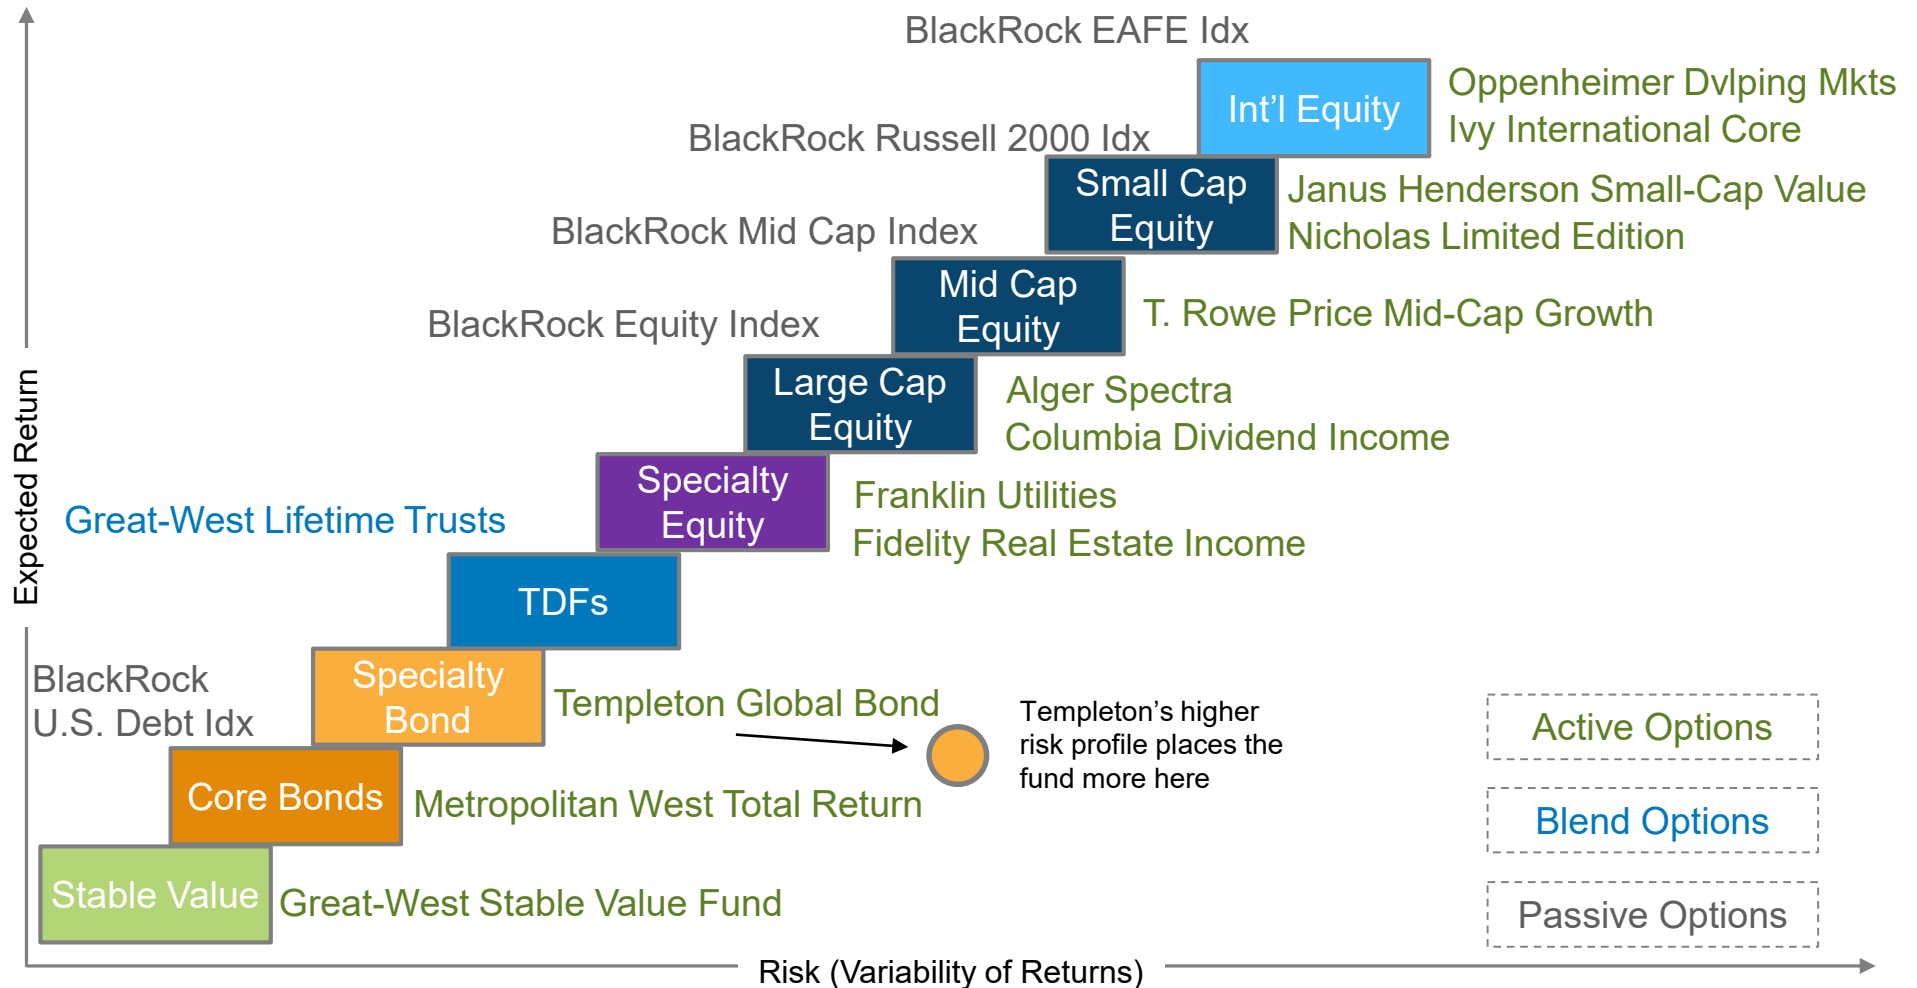 BlackRock EAFE Idx
Int'l Equity
Oppenheimer Dvlping Mkts
Ivy International Core
BlackRock Russell 2000 Idx
Small Cap
Equity
Janus Henderson Small-Cap Value
Nicholas Limited Edition
BlackRock Mid Cap Index
Mid Cap
Equity
T. Rowe Price Mid-Cap Growth
BlackRock Equity Index
Large Cap
Equity
Alger Spectra
Columbia Dividend Income
Specialty
Equity
Franklin Utilities
Fidelity Real Estate Income
Great-West Lifetime Trusts
TDFs
Expected Return
BlackRock
U.S. Debt Idx
Specialty
Bond
Templeton Global Bond
Templeton's higher
risk profile places the
fund more here
Core Bonds
Metropolitan West Total Return
Stable Value
Great-West Stable Value Fund
Active Options
Blend Options
Passive Options
Risk (Variability of Returns)